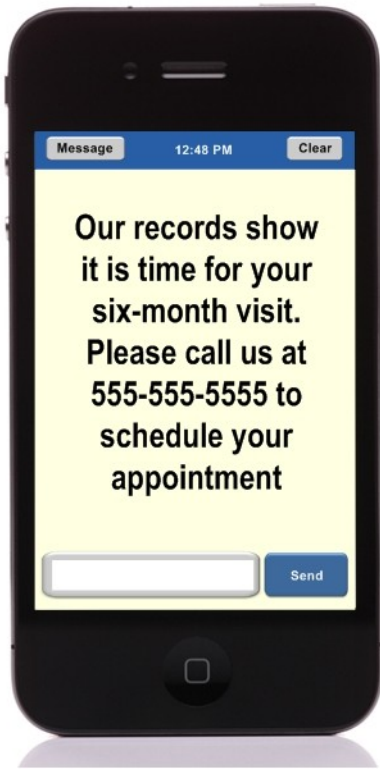 Message 12:48 PM Clear
Our records show
it is time for your
six-month visit.
Please call us at
555-555-5555 to
schedule your
appointment
Send